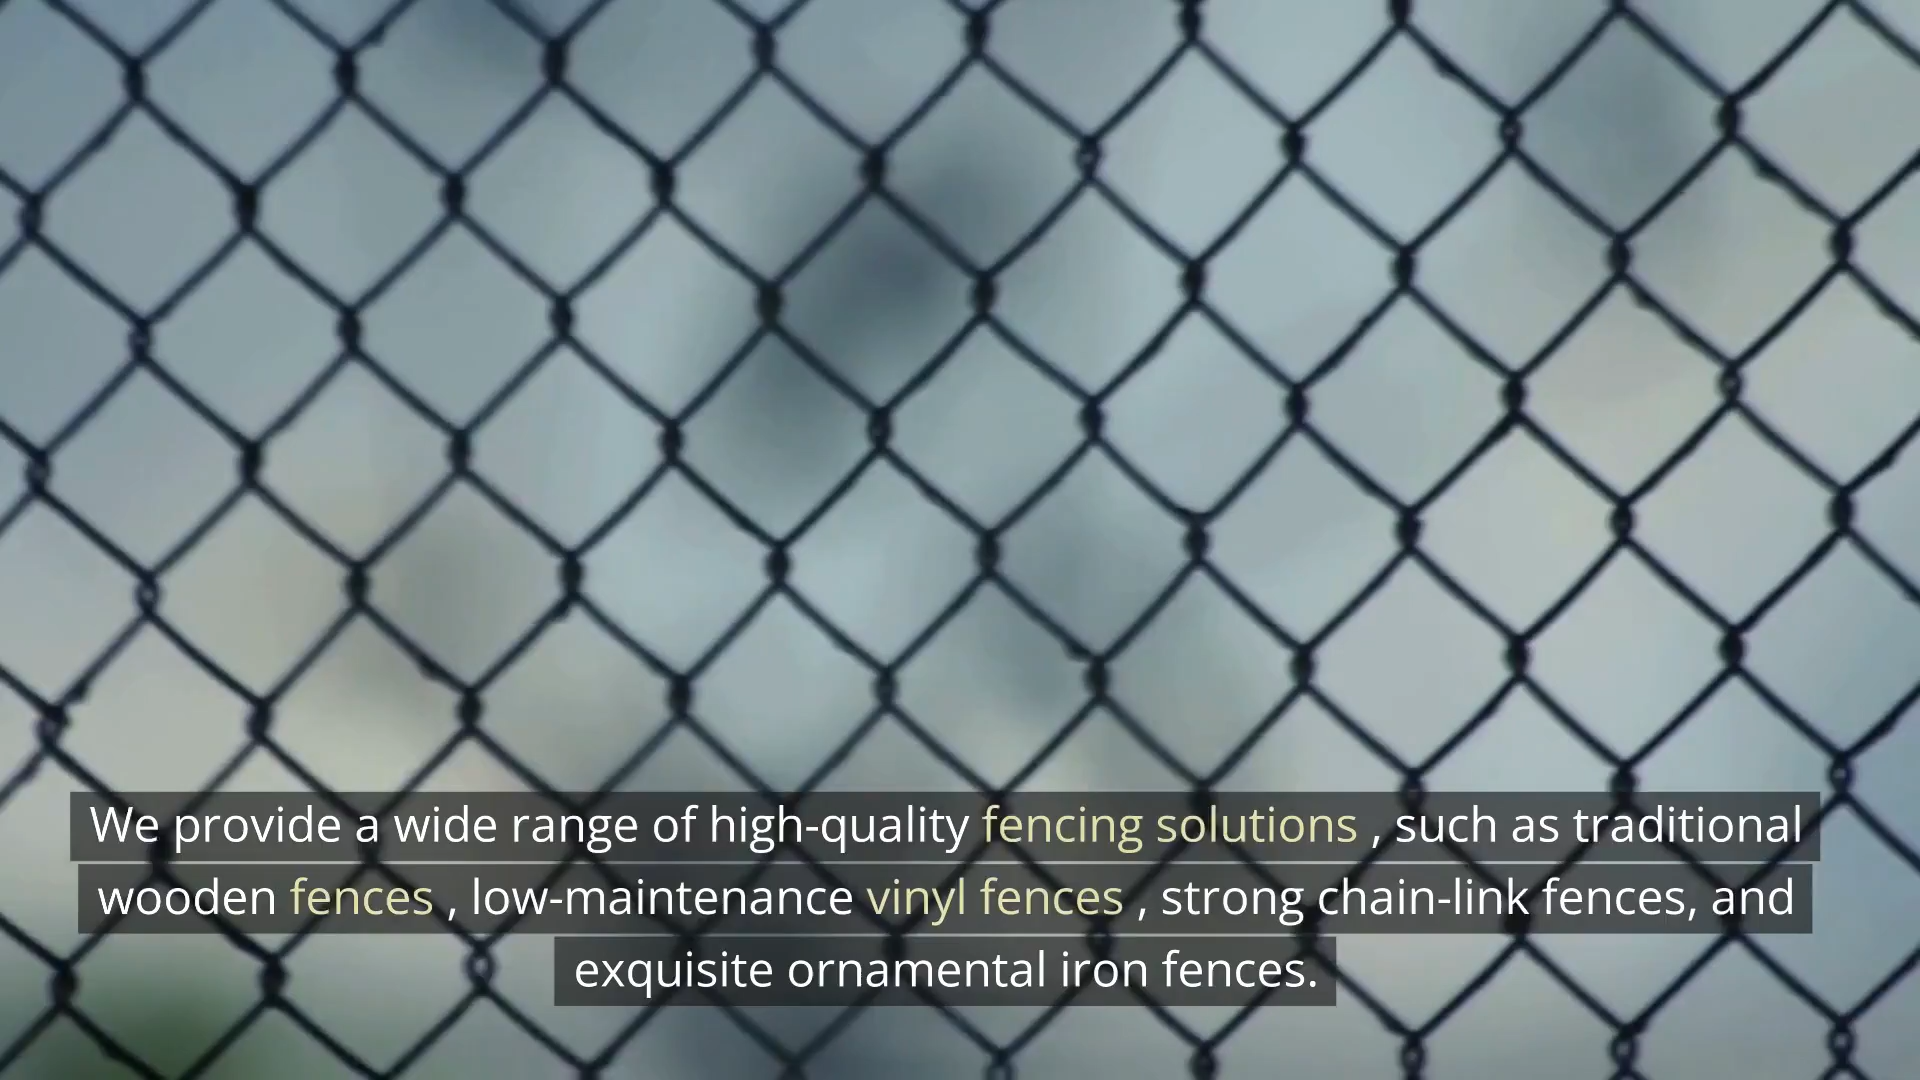 We provide a wide range of high-quality fencing solutions , such as traditional
wooden fences , low-maintenance vinyl fences , strong chain-link fences, and
exquisite ornamental iron fences.